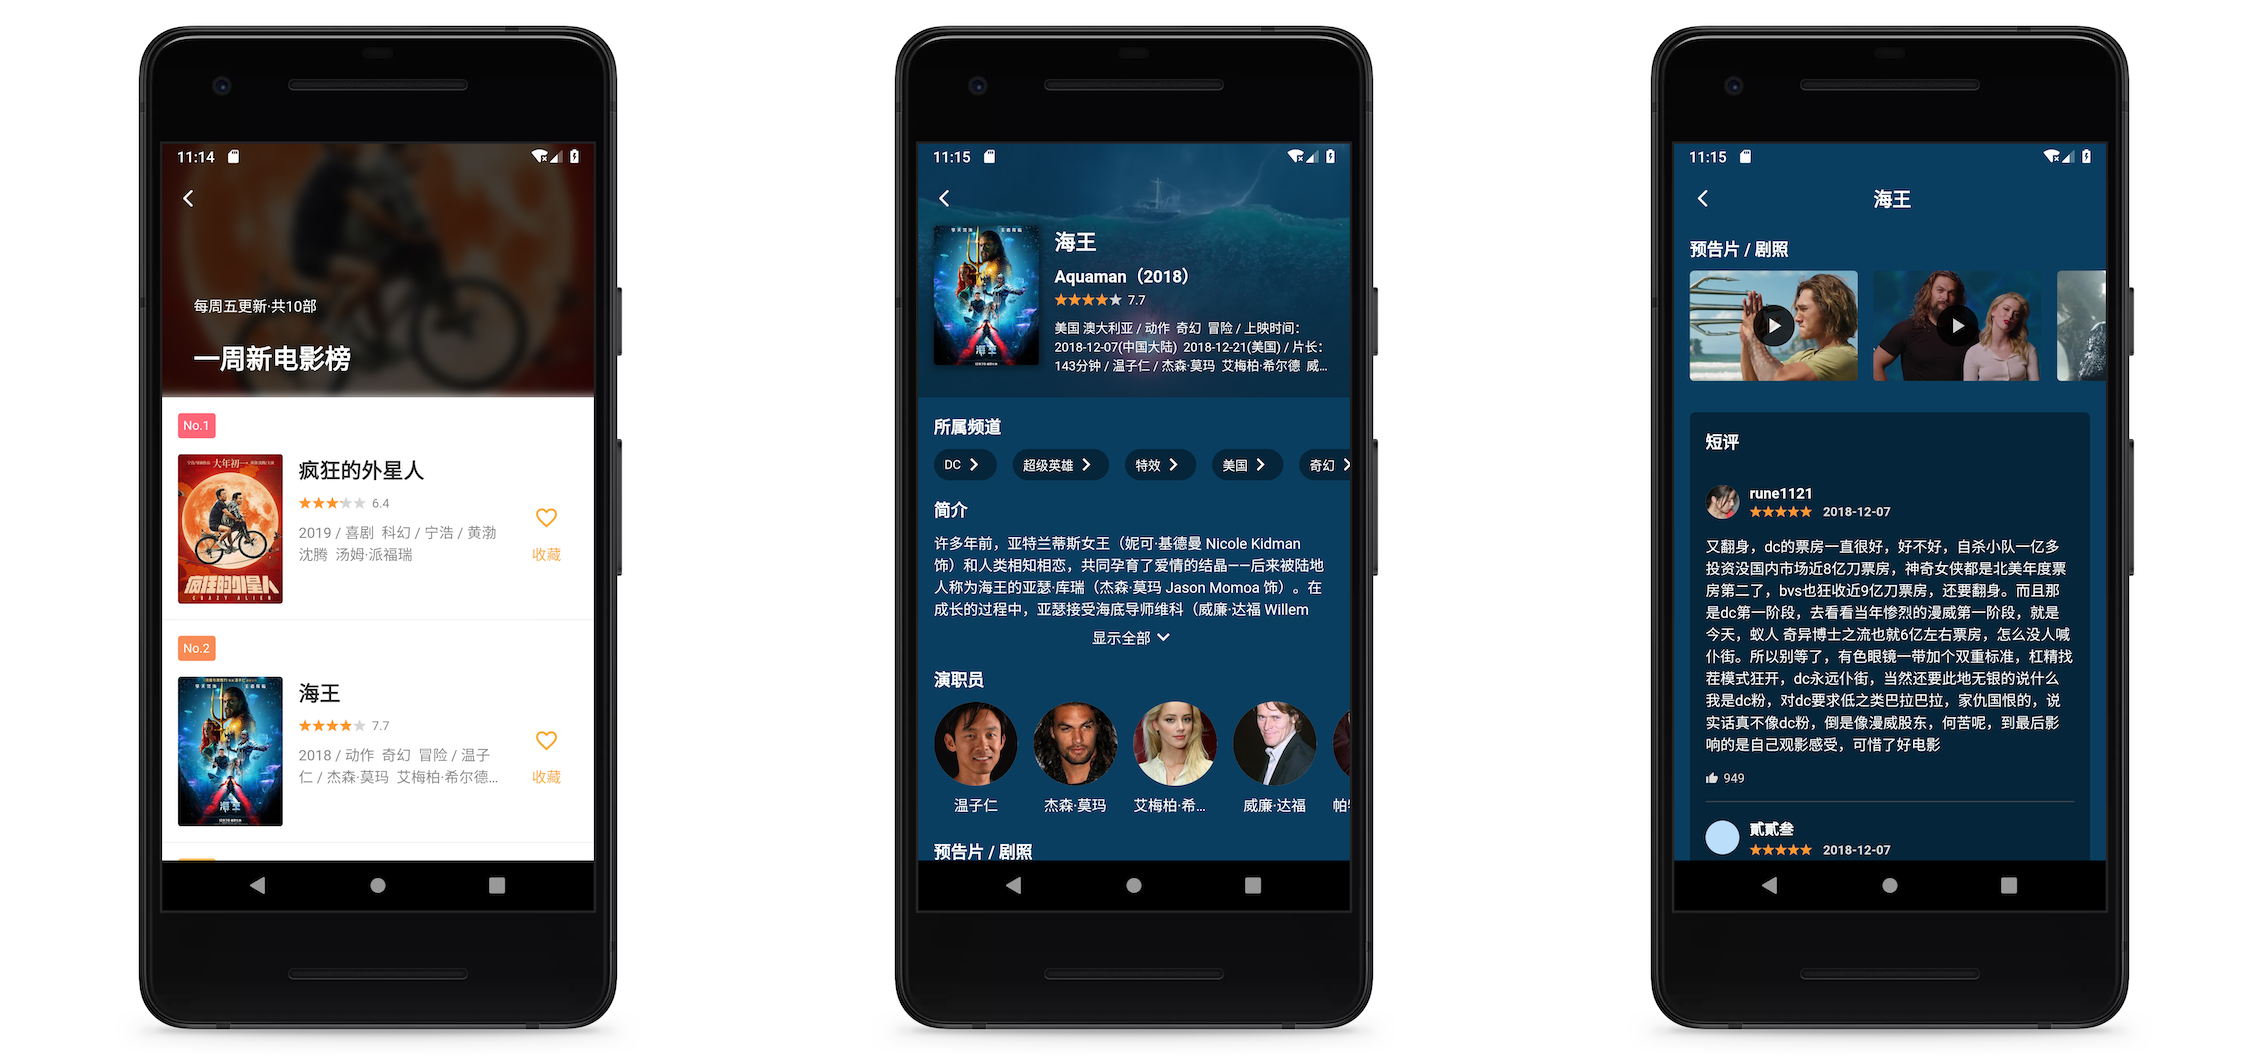 11:14
每周五更新·共10部
一周新电影榜
No.1
大年初一
疯狂的外星人
CRAZY ALIEN
疯狂的外星人
6.4
2019 / 喜剧 科幻 / 宁浩 / 黄渤
沈腾 汤姆·派福瑞
收藏
No.2
海王
海王
7.7
2018 / 动作 奇幻 冒险 / 温子
仁 / 杰森·莫玛 艾梅柏·希尔德...
收藏
11:15
海王
海王
Aquaman（2018）
7.7
美国 澳大利亚 / 动作 奇幻 冒险 / 上映时间：
2018-12-07(中国大陆) 2018-12-21(美国) / 片长：
143分钟 / 温子仁 / 杰森·莫玛 艾梅柏·希尔德 威...
所属频道
DC
超级英雄
特效
美国
奇幻
简介
许多年前，亚特兰蒂斯女王（妮可·基德曼 Nicole Kidman
饰）和人类相知相恋，共同孕育了爱情的结晶——后来被陆地
人称为海王的亚瑟·库瑞（杰森·莫玛 Jason Momoa 饰）。在
成长的过程中，亚瑟接受海底导师维科（威廉·达福 Willem
显示全部
演职员
温子仁
杰森·莫玛
艾梅柏·希...
威廉·达福
帕
预告片 / 剧照
11:15
海王
预告片 / 剧照
短评
rune1121
2018-12-07
又翻身，dc的票房一直很好，好不好，自杀小队一亿多
投资没国内市场近8亿刀票房，神奇女侠都是北美年度票
房第二了，bvs也狂收近9亿刀票房，还要翻身。而且那
是dc第一阶段，去看看当年惨烈的漫威第一阶段，就是
今天，蚁人 奇异博士之流也就6亿左右票房，怎么没人喊
仆街。所以别等了，有色眼镜一带加个双重标准，杠精找
茬模式狂开，dc永远仆街，当然还要此地无银的说什么
我是dc粉，对dc要求低之类巴拉巴拉，家仇国恨的，说
实话真不像dc粉，倒是像漫威股东，何苦呢，到最后影
响的是自己观影感受，可惜了好电影
949
贰贰叁
2018-12-07